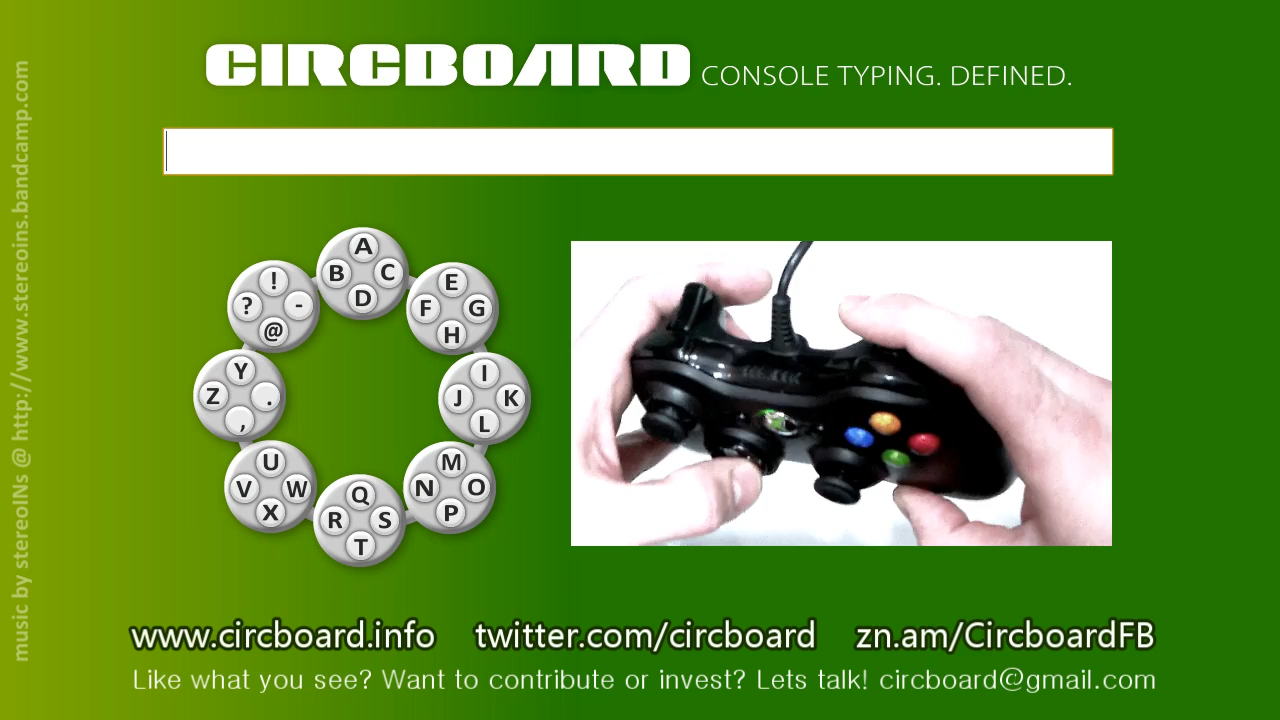 CIRCBOARD CONSOLE TYPING. DEFINED.
music by stereoINs @ http://www.stereoins.bandcamp.com
A
B C
D
E
F G
H
I
J K
L
M
N O
P
Q
R S
T
U
V W
X
Y
Z .
,
!
? -
@
www.circboard.info twitter.com/circboard zn.am/CircboardFB
Like what you see? Want to contribute or invest? Lets talk! circboard@gmail.com